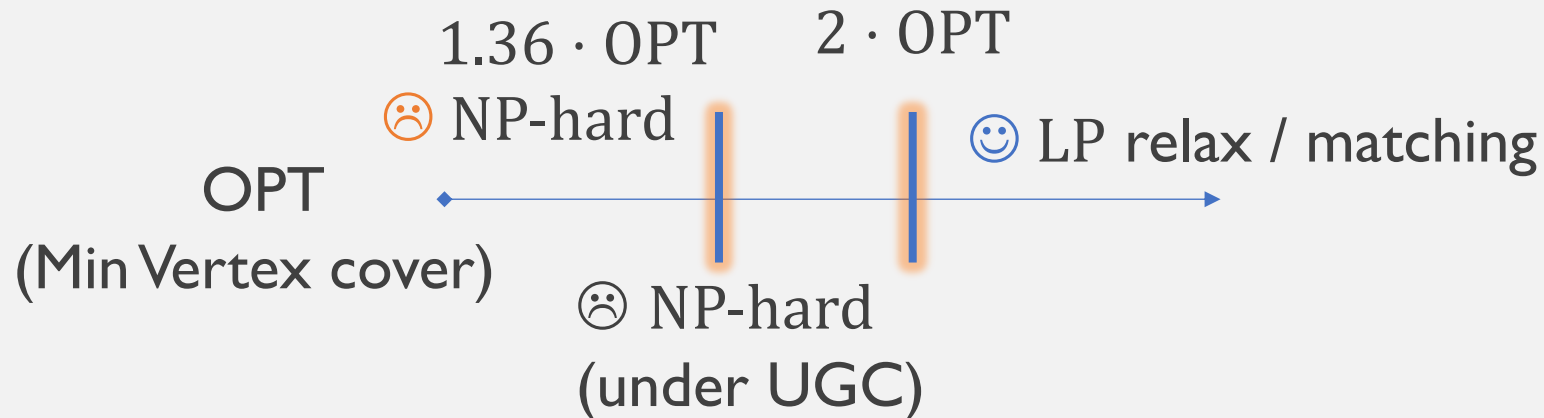 1.36 · OPT
2 · OPT
☹ NP-hard
☺ LP relax / matching
OPT
(Min Vertex cover)
☹ NP-hard
(under UGC)